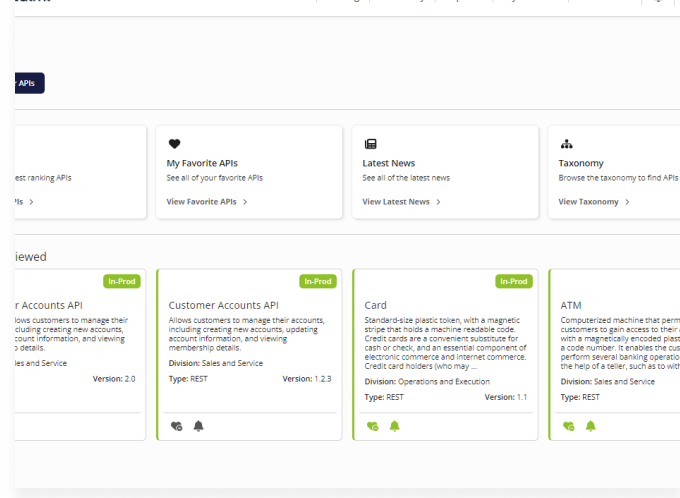 APIs
est ranking APIs
My Favorite APIs
See all of your favorite APIs
View Favorite APIs >
Latest News
See all of the latest news
View Latest News >
Taxonomy
Browse the taxonomy to find APIs
View Taxonomy >
iewed
In-Prod
r Accounts API
lows customers to manage their
cluding creating new accounts,
count information, and viewing
details.
les and Service
Version: 2.0
In-Prod
Customer Accounts API
Allows customers to manage their accounts,
including creating new accounts, updating
account information, and viewing
membership details.
Division: Sales and Service
Type: REST Version: 1.2.3
In-Prod
Card
Standard-size plastic token, with a magnetic
stripe that holds a machine readable code.
Credit cards are a convenient substitute for
cash or check, and an essential component of
electronic commerce and internet commerce.
Credit card holders (who may ...
Division: Operations and Execution
Type: REST Version: 1.1
ATM
Computerized machine that perm
customers to gain access to their
with a magnetically encoded plast
a code number. It enables the cus
perform several banking operatio
the help of a teller, such as to with
Division: Sales and Service
Type: REST